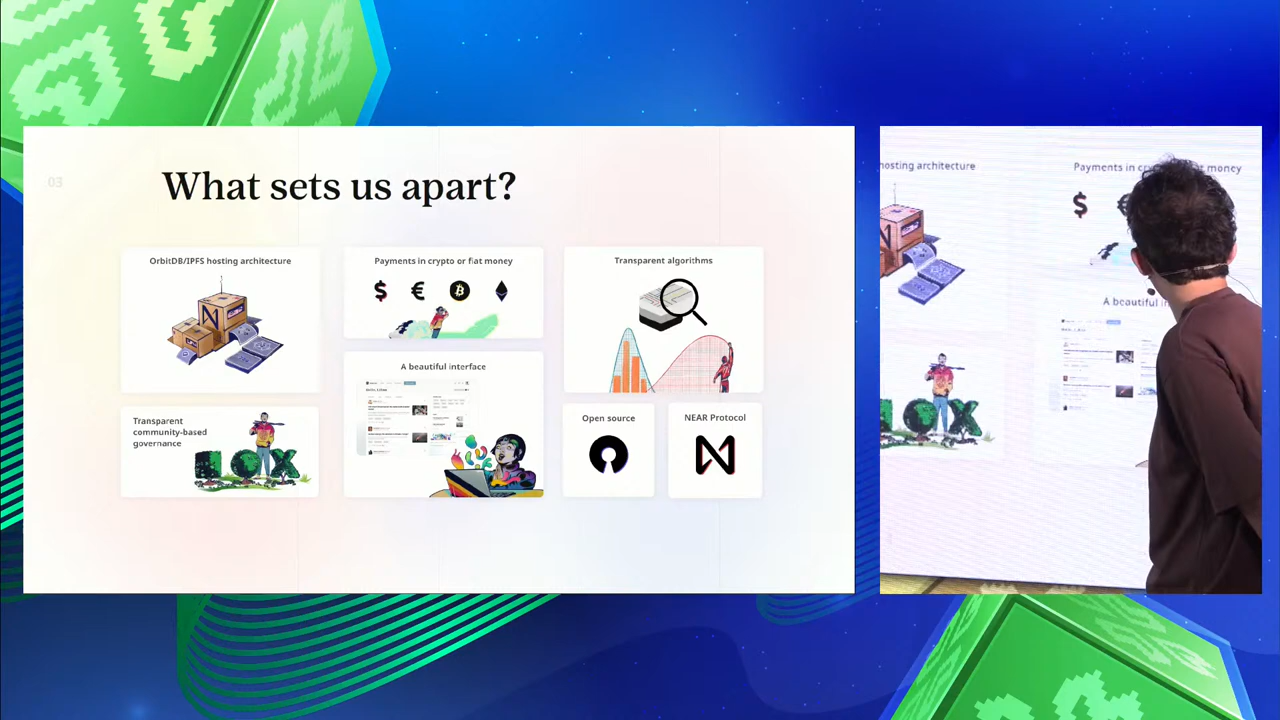 03
What sets us apart?
OrbitDB/IPFS hosting architecture
Payments in crypto or fiat money
$ €
Transparent algorithms
A beautiful interface
Transparent
community-based
governance
Open source
NEAR Protocol
hosting architecture
Payments in
money
$
A beautiful